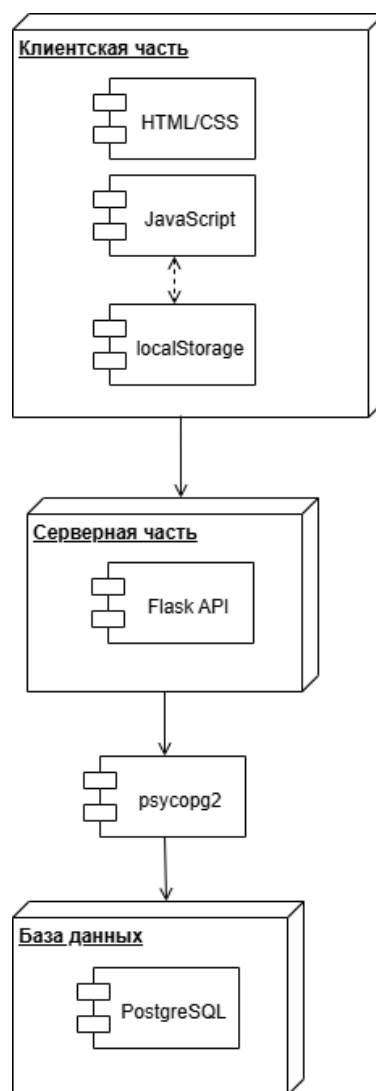 Клиентская часть
HTML/CSS
JavaScript
localStorage
Серверная часть
Flask API
psycopg2
База данных
PostgreSQL